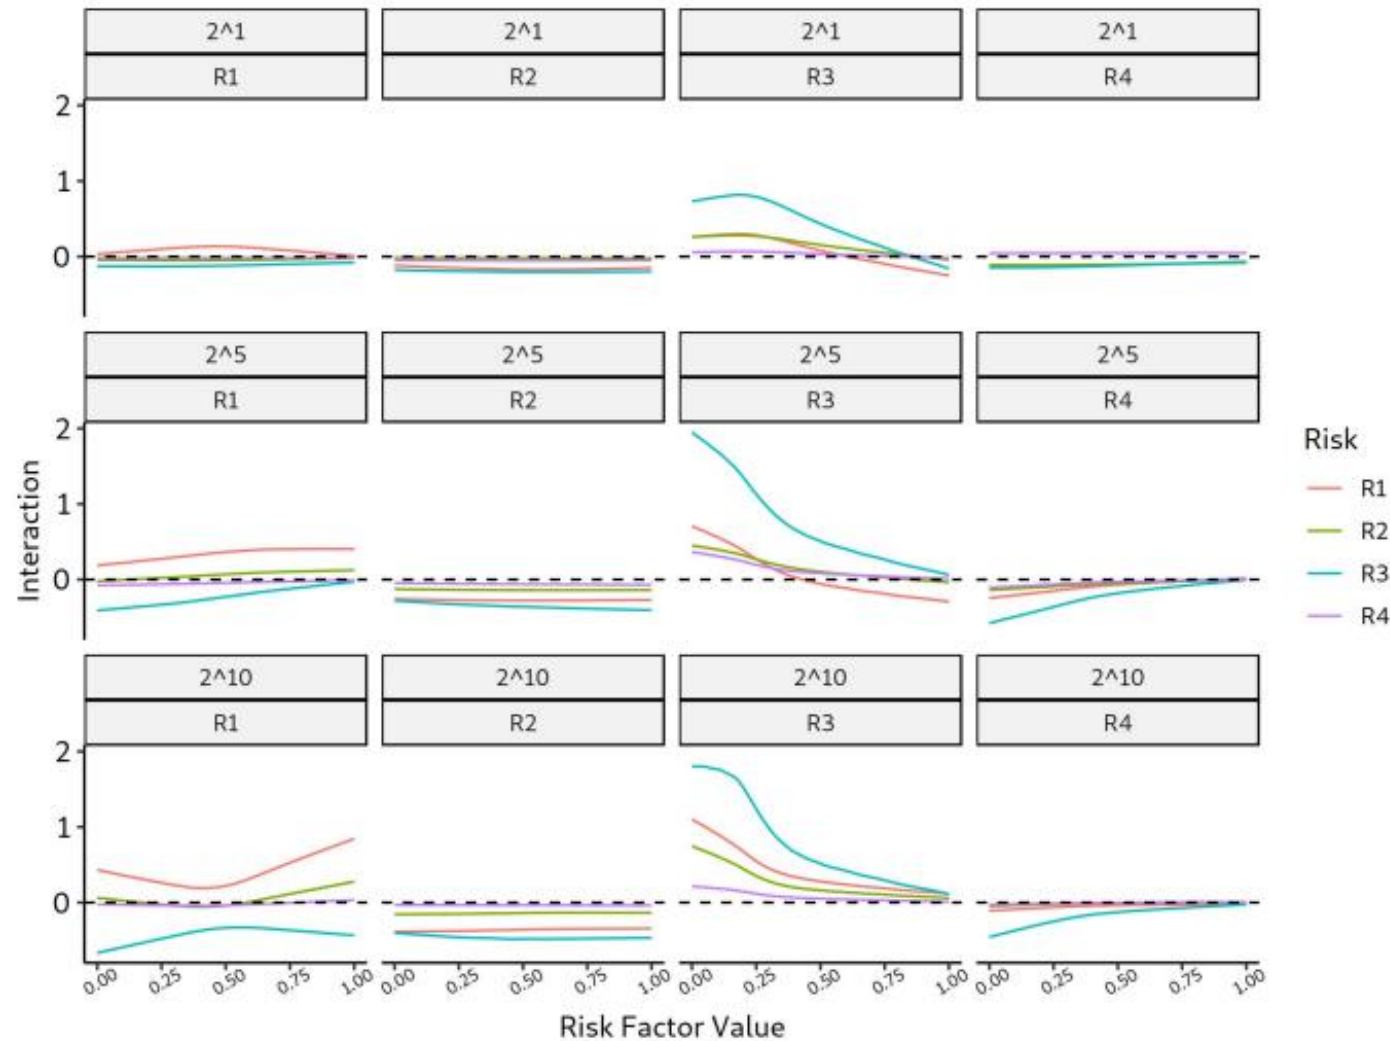 2^1 2^1 2^1 2^1
R1 R2 R3 R4
2
1
0
2^5 2^5 2^5 2^5
R1 R2 R3 R4
2
1
0
Interaction
Risk
R1
R2
R3
R4
2^10 2^10 2^10 2^10
R1 R2 R3 R4
2
1
0
0.00 0.25 0.50 0.75 1.00 0.00 0.25 0.50 0.75 1.00 0.00 0.25 0.50 0.75 1.00 0.00 0.25 0.50 0.75 1.00
Risk Factor Value